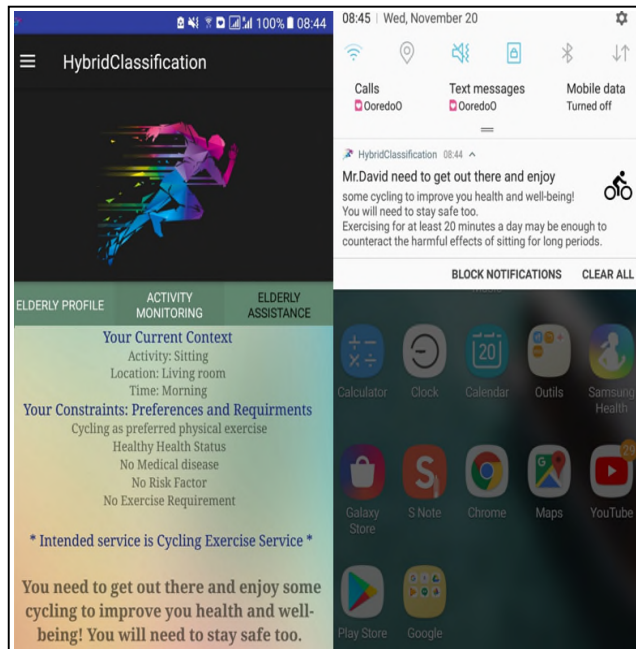 100% 08:44
HybridClassification
ELDERLY PROFILE
ACTIVITY
MONITORING
ELDERLY
ASSISTANCE
Your Current Context
Activity: Sitting
Location: Living room
Time: Morning
Your Constraints: Preferences and Requirments
Cycling as preferred physical exercise
Healthy Health Status
No Medical disease
No Risk Factor
No Exercise Requirement
* Intended service is Cycling Exercise Service *
You need to get out there and enjoy some
cycling to improve you health and well-
being! You will need to stay safe too.
08:45 | Wed, November 20
Calls
OoredoO
Text messages
OoredoO
Mobile data
Turned off
HybridClassification 08:44
Mr.David need to get out there and enjoy
some cycling to improve you health and well-being!
You will need to stay safe too.
Exercising for at least 20 minutes a day may be enough to
counteract the harmful effects of sitting for long periods.
BLOCK NOTIFICATIONS CLEAR ALL
20
Calculator Clock Calendar Outils Samsung
Health
S
29
Galaxy
Store
S Note Chrome Maps YouTube
Play Store Google